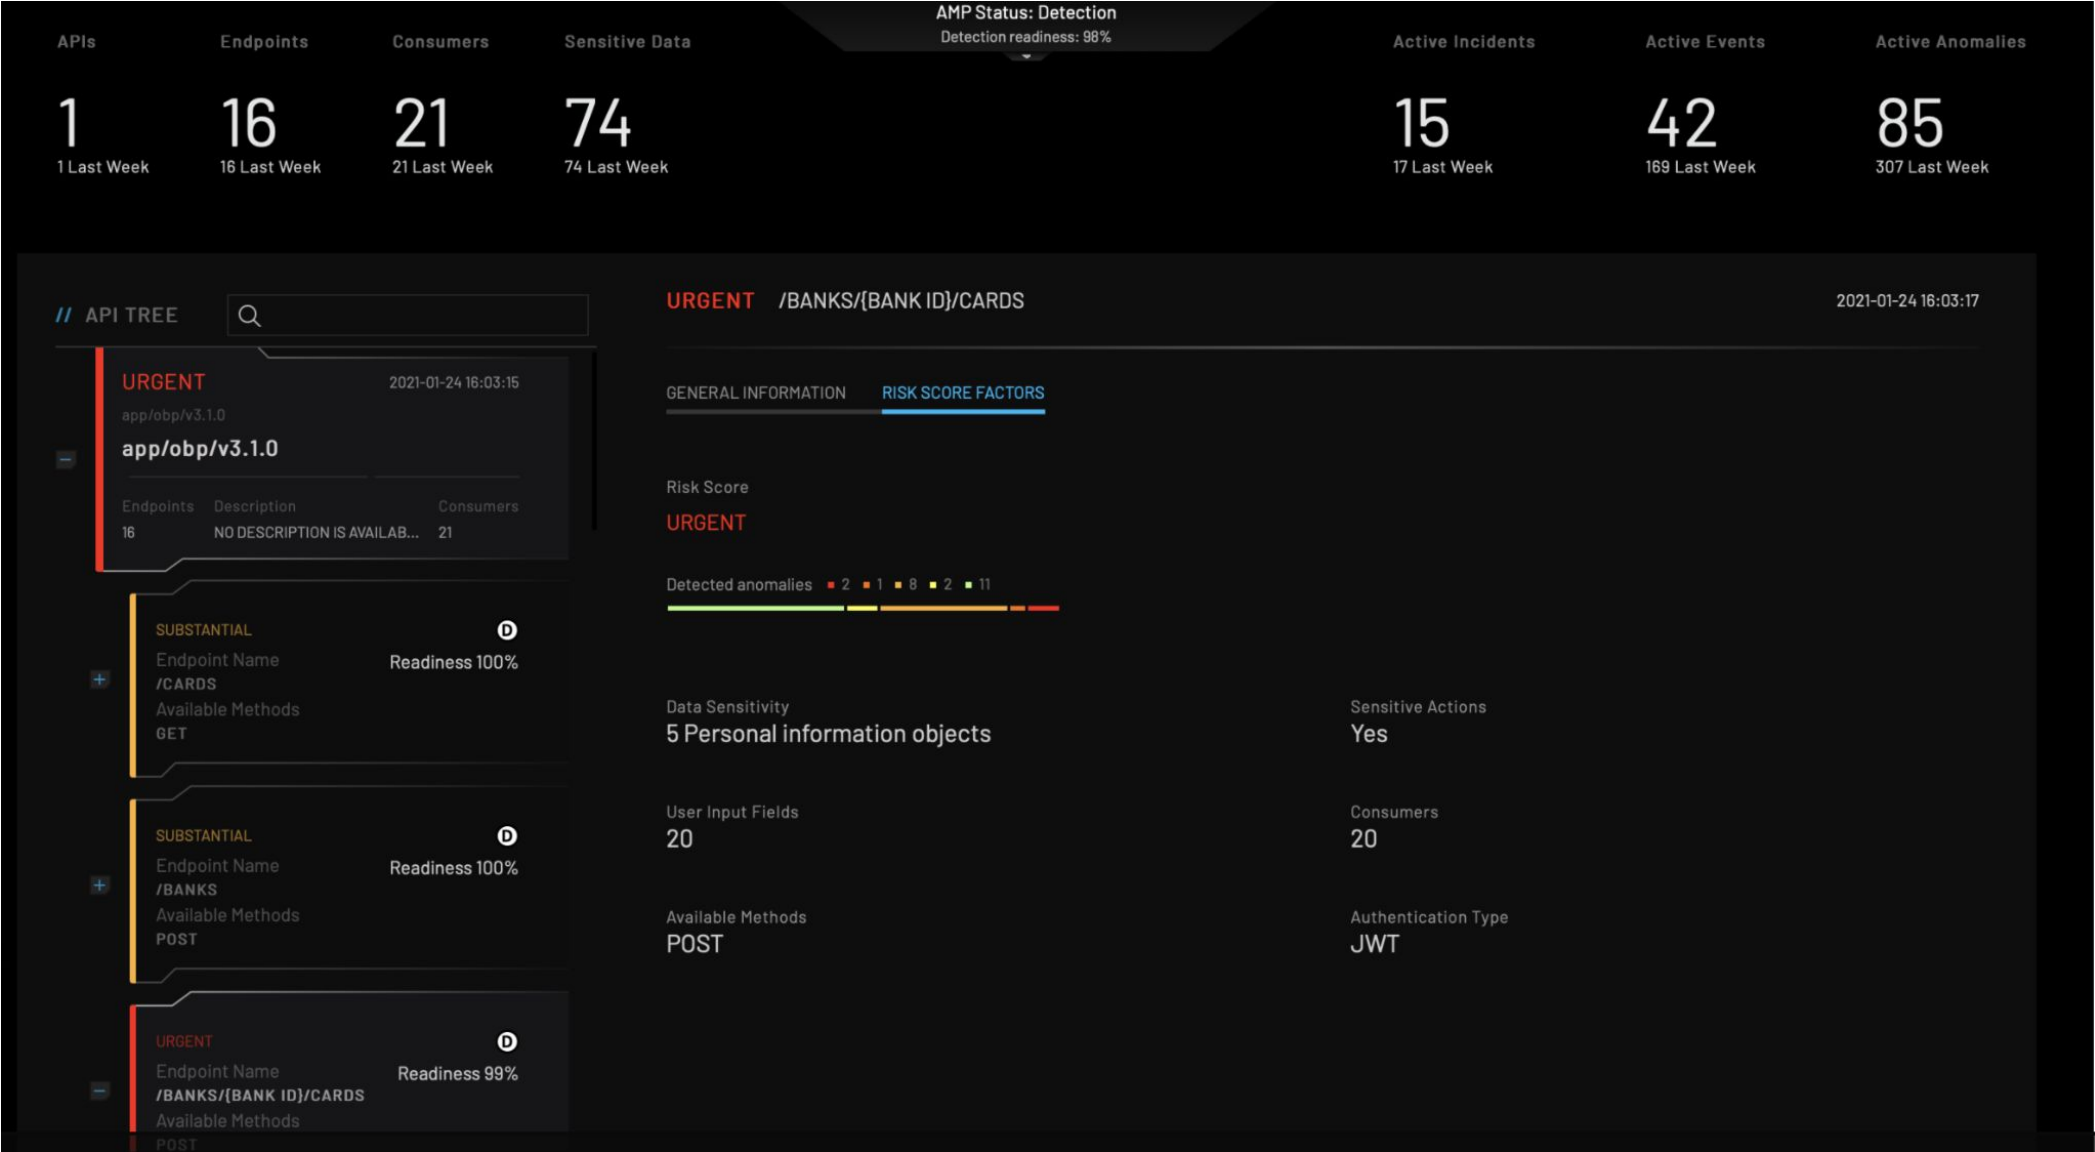 AMP Status: Detection
Detection readiness: 98%
APIs Endpoints Consumers Sensitive Data Active Incidents Active Events Active Anomalies
1 16 21 74 15 42 85
1 Last Week 16 Last Week 21 Last Week 74 Last Week 17 Last Week 169 Last Week 307 Last Week
// API TREE
URGENT 2021-01-24 16:03:15
app/obp/v3.1.0
app/obp/v3.1.0
Endpoints Description Consumers
16 NO DESCRIPTION IS AVAILAB... 21
SUBSTANTIAL D
Endpoint Name Readiness 100%
/CARDS
Available Methods
GET
SUBSTANTIAL D
Endpoint Name Readiness 100%
/BANKS
Available Methods
POST
URGENT D
Endpoint Name Readiness 99%
/BANKS/{BANK ID}/CARDS
Available Methods
POST
URGENT /BANKS/{BANK ID}/CARDS 2021-01-24 16:03:17
GENERAL INFORMATION RISK SCORE FACTORS
Risk Score
URGENT
Detected anomalies 2 1 8 2 11
Data Sensitivity Sensitive Actions
5 Personal information objects Yes
User Input Fields Consumers
20 20
Available Methods Authentication Type
POST JWT